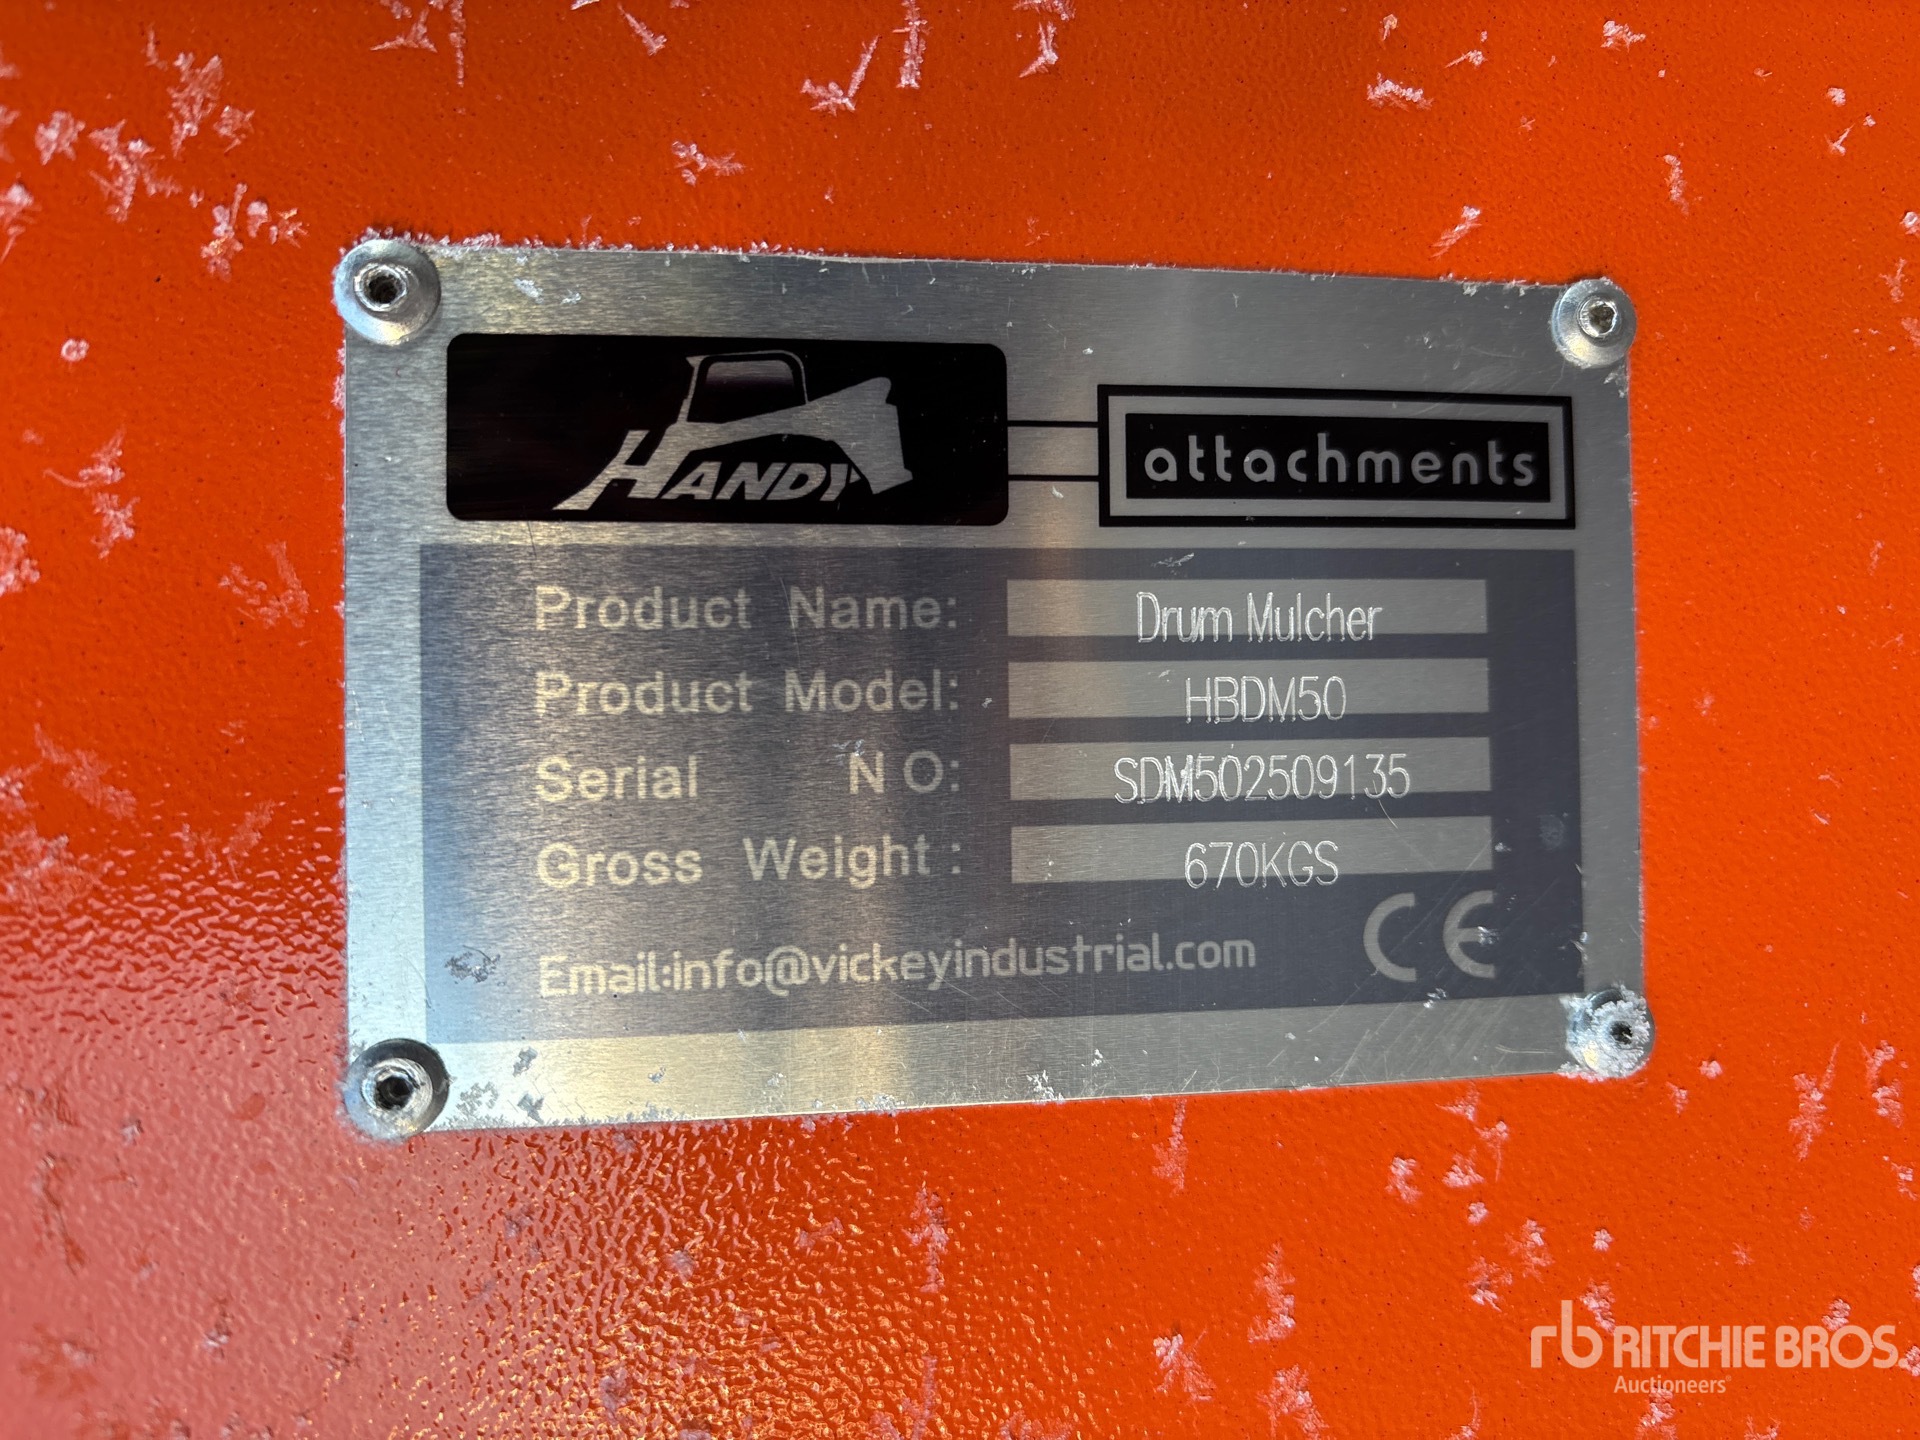 HANDY
attachments
Product Name: Drum Mulcher
Product Model: HBDM50
Serial N O: SDM502509135
Gross Weight : 670KGS
Email:info@vickeyindustrial.com
CE
rb RITCHIE BROS.
Auctioneers